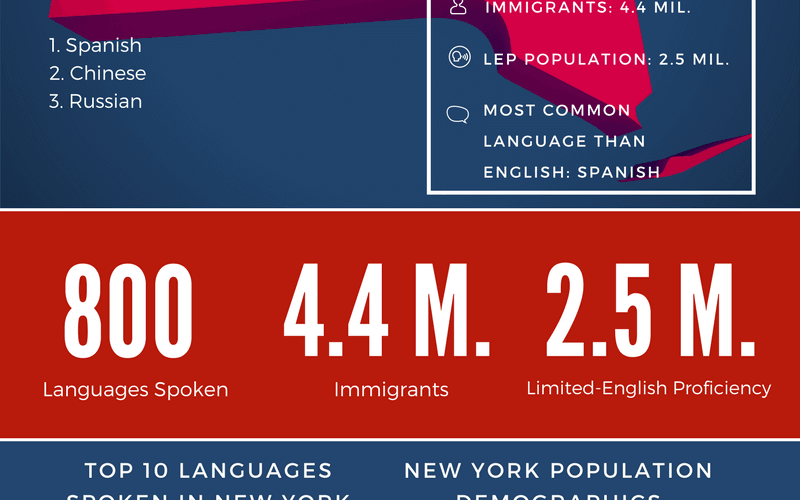 IMMIGRANTS: 4.4 MIL.
1. Spanish
2. Chinese
3. Russian
LEP POPULATION: 2.5 MIL.
MOST COMMON
LANGUAGE THAN
ENGLISH: SPANISH
800
Languages Spoken
4.4 M.
Immigrants
2.5 M.
Limited-English Proficiency
TOP 10 LANGUAGES
SPOKEN IN NEW YORK
NEW YORK POPULATION
DEMOGRAPHICS